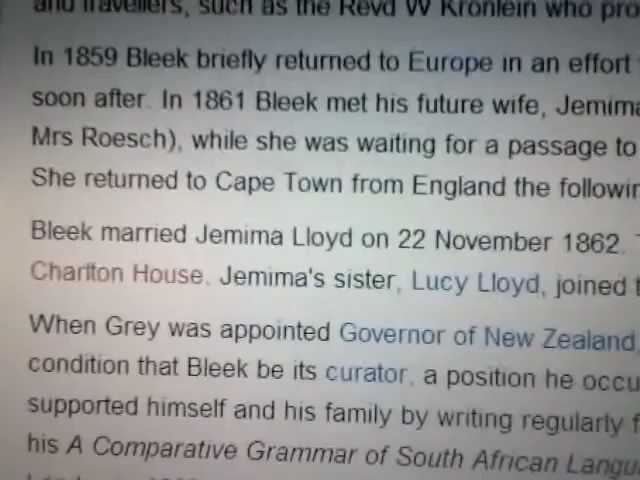 and travellers, such as the Revd W Kronlein who pro
In 1859 Bleek briefly returned to Europe in an effort
soon after. In 1861 Bleek met his future wife, Jemima
Mrs Roesch), while she was waiting for a passage to
She returned to Cape Town from England the followin
Bleek married Jemima Lloyd on 22 November 1862.
Charlton House. Jemima's sister, Lucy Lloyd, joined t
When Grey was appointed Governor of New Zealand,
condition that Bleek be its curator, a position he occu
supported himself and his family by writing regularly f
his A Comparative Grammar of South African Langu